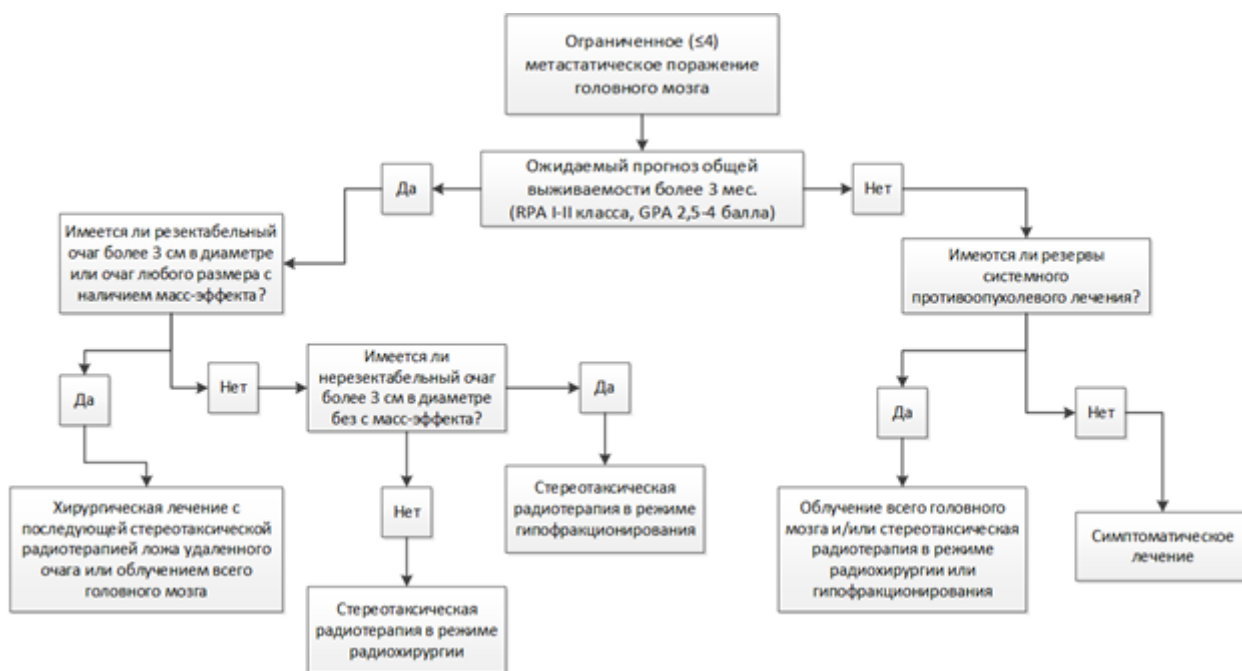 Ограниченное (≤4)
метастатическое поражение
головного мозга
Ожидаемый прогноз общей
выживаемости более 3 мес.
(RPA I-II класса, GPA 2,5-4 балла)
Да
Нет
Имеется ли резектабельный
очаг более 3 см в диаметре
или очаг любого размера с
наличием масс-эффекта?
Имеются ли резервы
системного
противоопухолевого лечения?
Да
Нет
Имеется ли
нерезектабельный очаг
более 3 см в диаметре
без с масс-эффекта?
Да
Да
Нет
Хирургическая лечение с
последующей стереотаксической
радиотерапией ложа удаленного
очага или облучением всего
головного мозга
Нет
Стереотаксическая
радиотерапия в режиме
гипофракционирования
Облучение всего головного
мозга и/или стереотаксическая
радиотерапия в режиме
радиохирургии или
гипофракционирования
Симптоматическое
лечение
Стереотаксическая
радиотерапия в режиме
радиохирургии